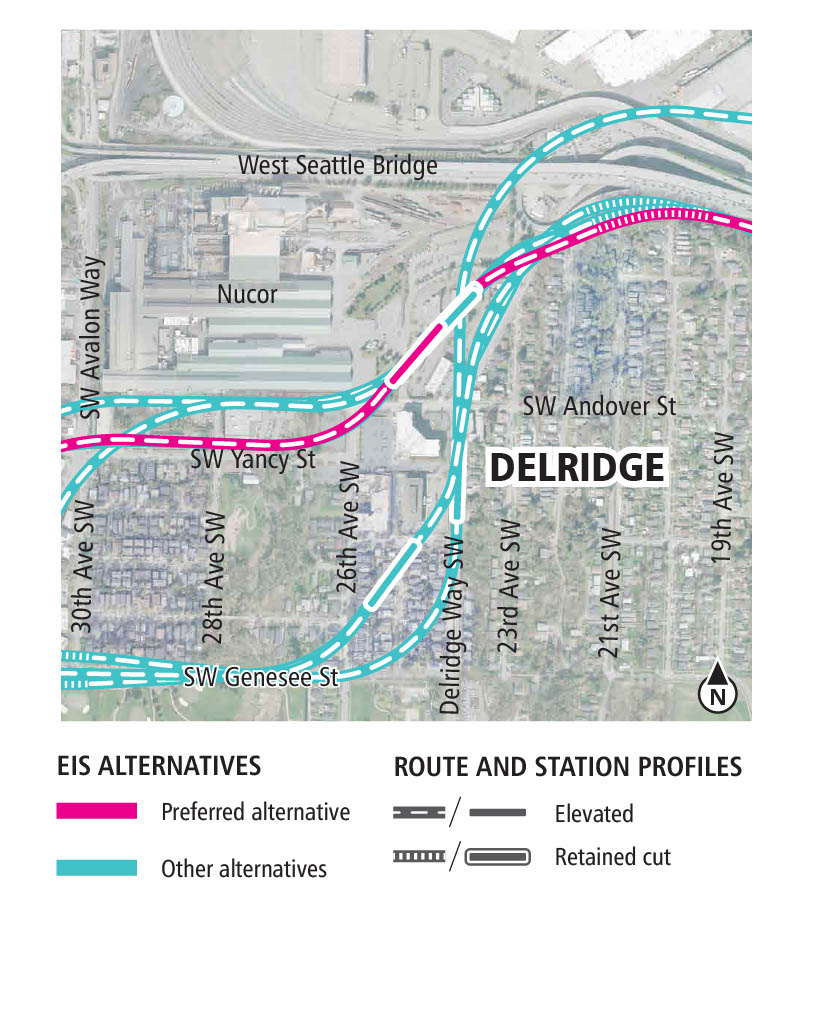 West Seattle Bridge
Nucor
SW Avalon Way
SW Andover St
SW Yancy St
DELRIDGE
30th Ave SW
28th Ave SW
26th Ave SW
Delridge Way SW
23rd Ave SW
21st Ave SW
19th Ave SW
SW Genesee St
N
EIS ALTERNATIVES
Preferred alternative
Other alternatives
ROUTE AND STATION PROFILES
Elevated
Retained cut